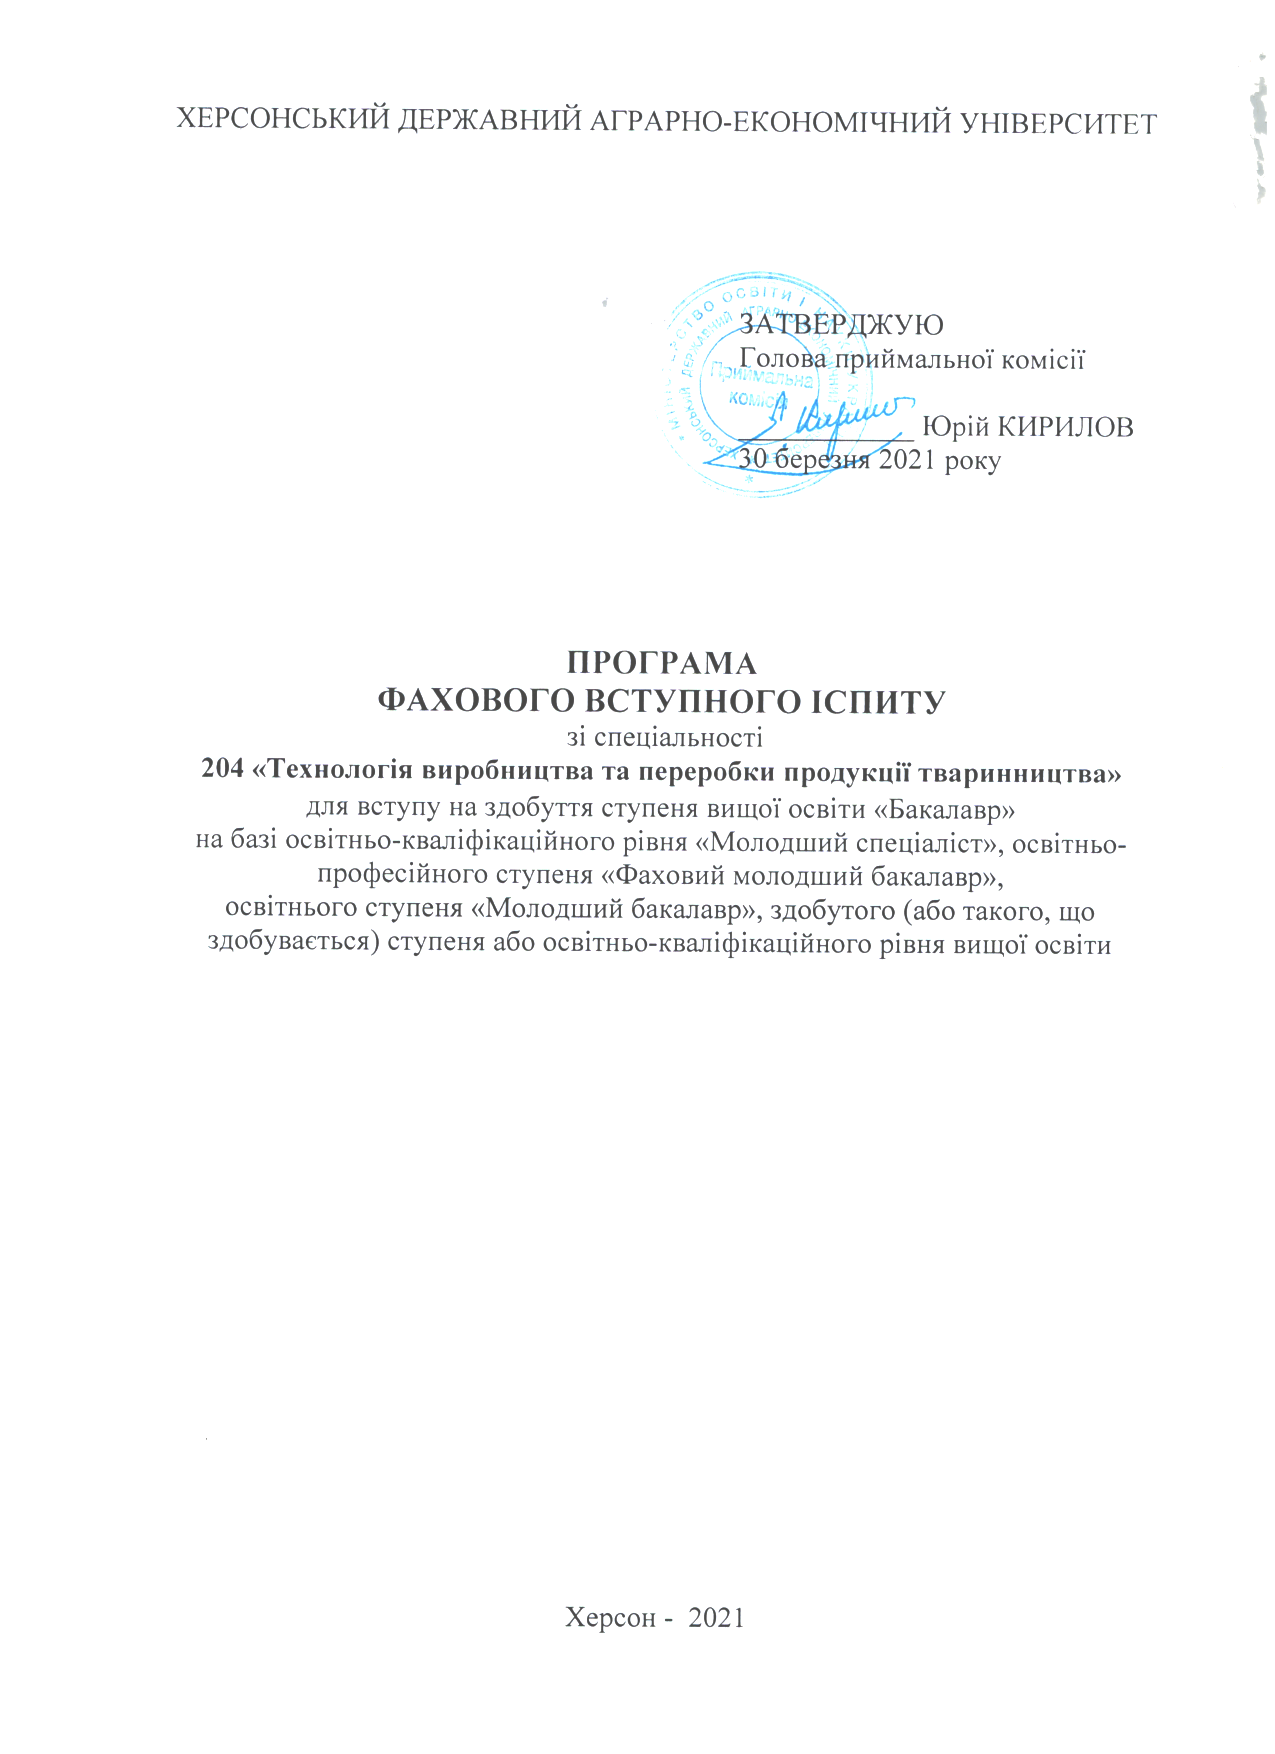 ХЕРСОНСЬКИЙ ДЕРЖАВНИЙ АГРАРНО-ЕКОНОМІЧНИЙ УНІВЕРСИТЕТ
ЗАТВЕРДЖУЮ
Голова приймальної комісії
Приймальна
комісія
____________ Юрій КИРИЛОВ
30 березня 2021 року
ПРОГРАМА
ФАХОВОГО ВСТУПНОГО ІСПИТУ
зі спеціальності
204 «Технологія виробництва та переробки продукції тваринництва»
для вступу на здобуття ступеня вищої освіти «Бакалавр»
на базі освітньо-кваліфікаційного рівня «Молодший спеціаліст», освітньо-
професійного ступеня «Фаховий молодший бакалавр»,
освітнього ступеня «Молодший бакалавр», здобутого (або такого, що
здобувається) ступеня або освітньо-кваліфікаційного рівня вищої освіти
Херсон - 2021